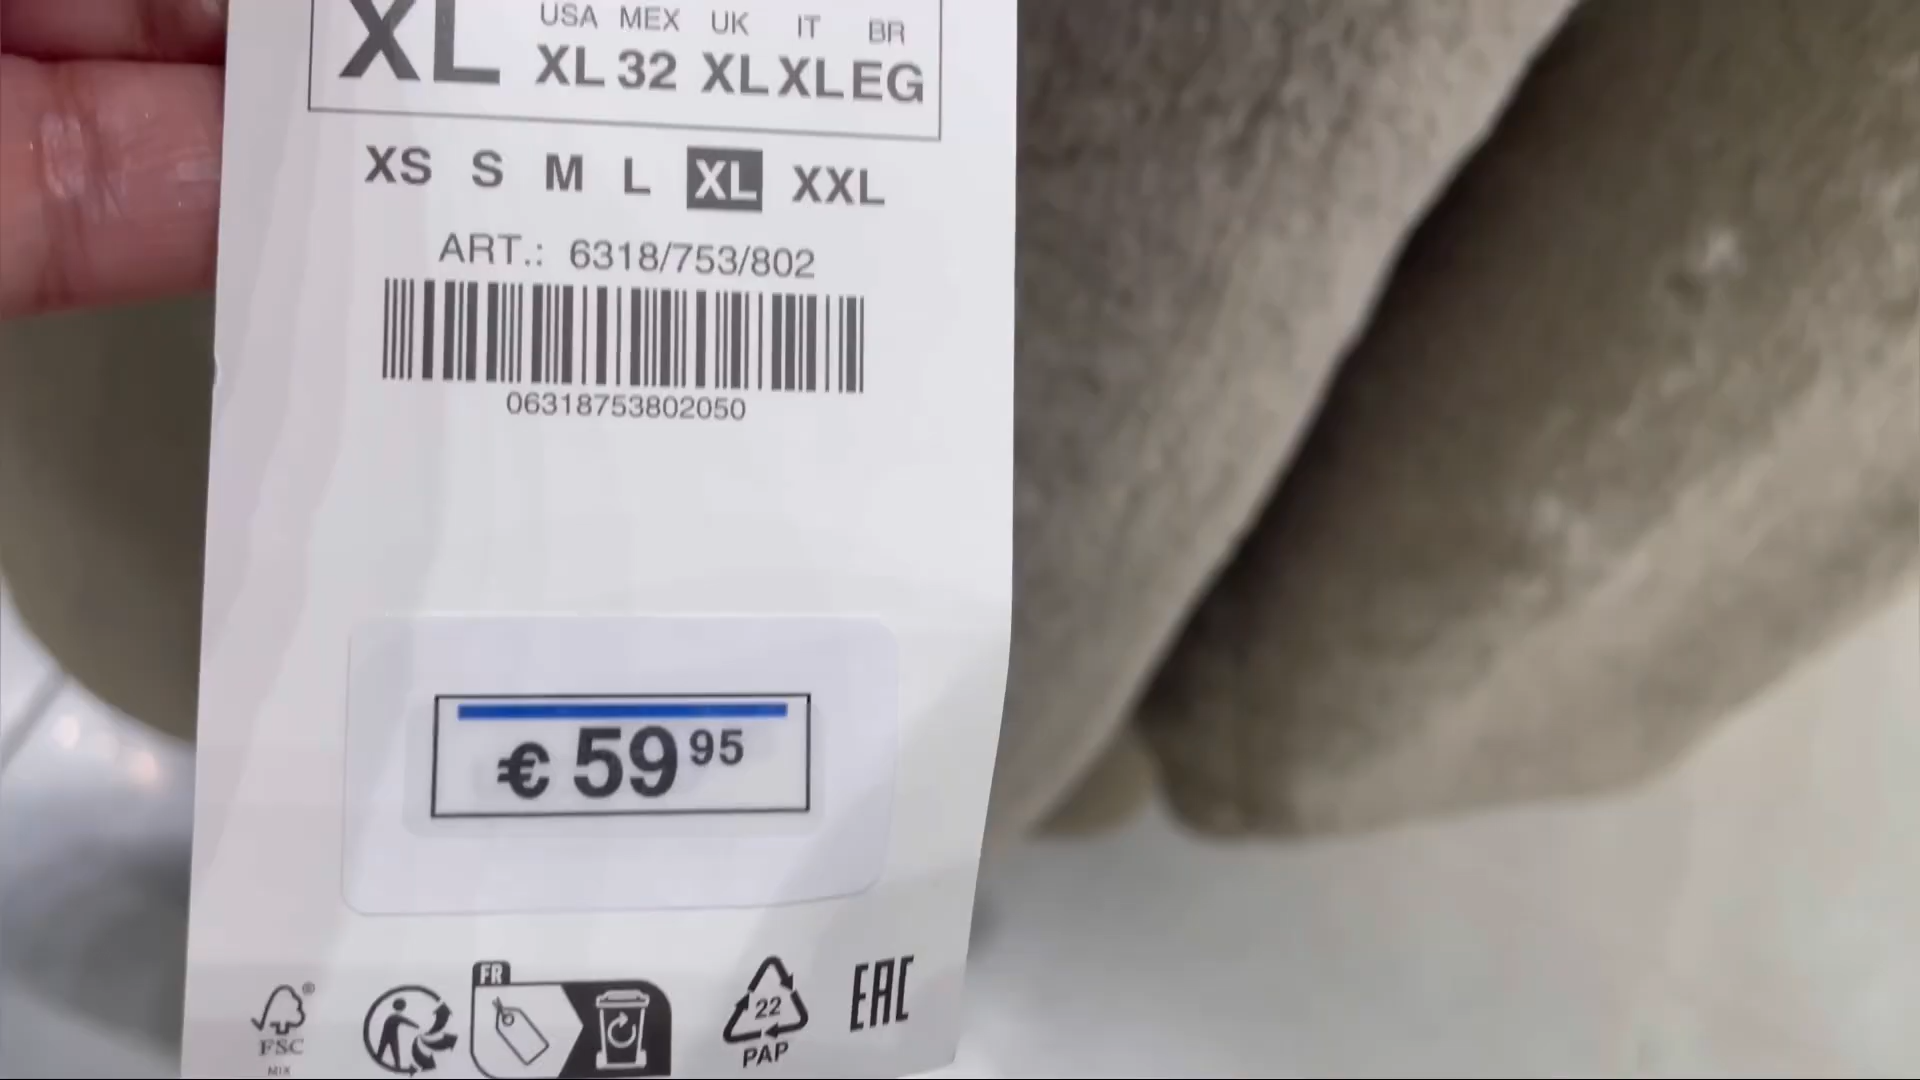 XL
USA MEX UK IT BR
XL 32 XL XL EG
XS S M L XL XXL
ART.: 6318/753/802
06318753802050
€ 59 95
FR
FSC
MIX
22
PAP
EAC